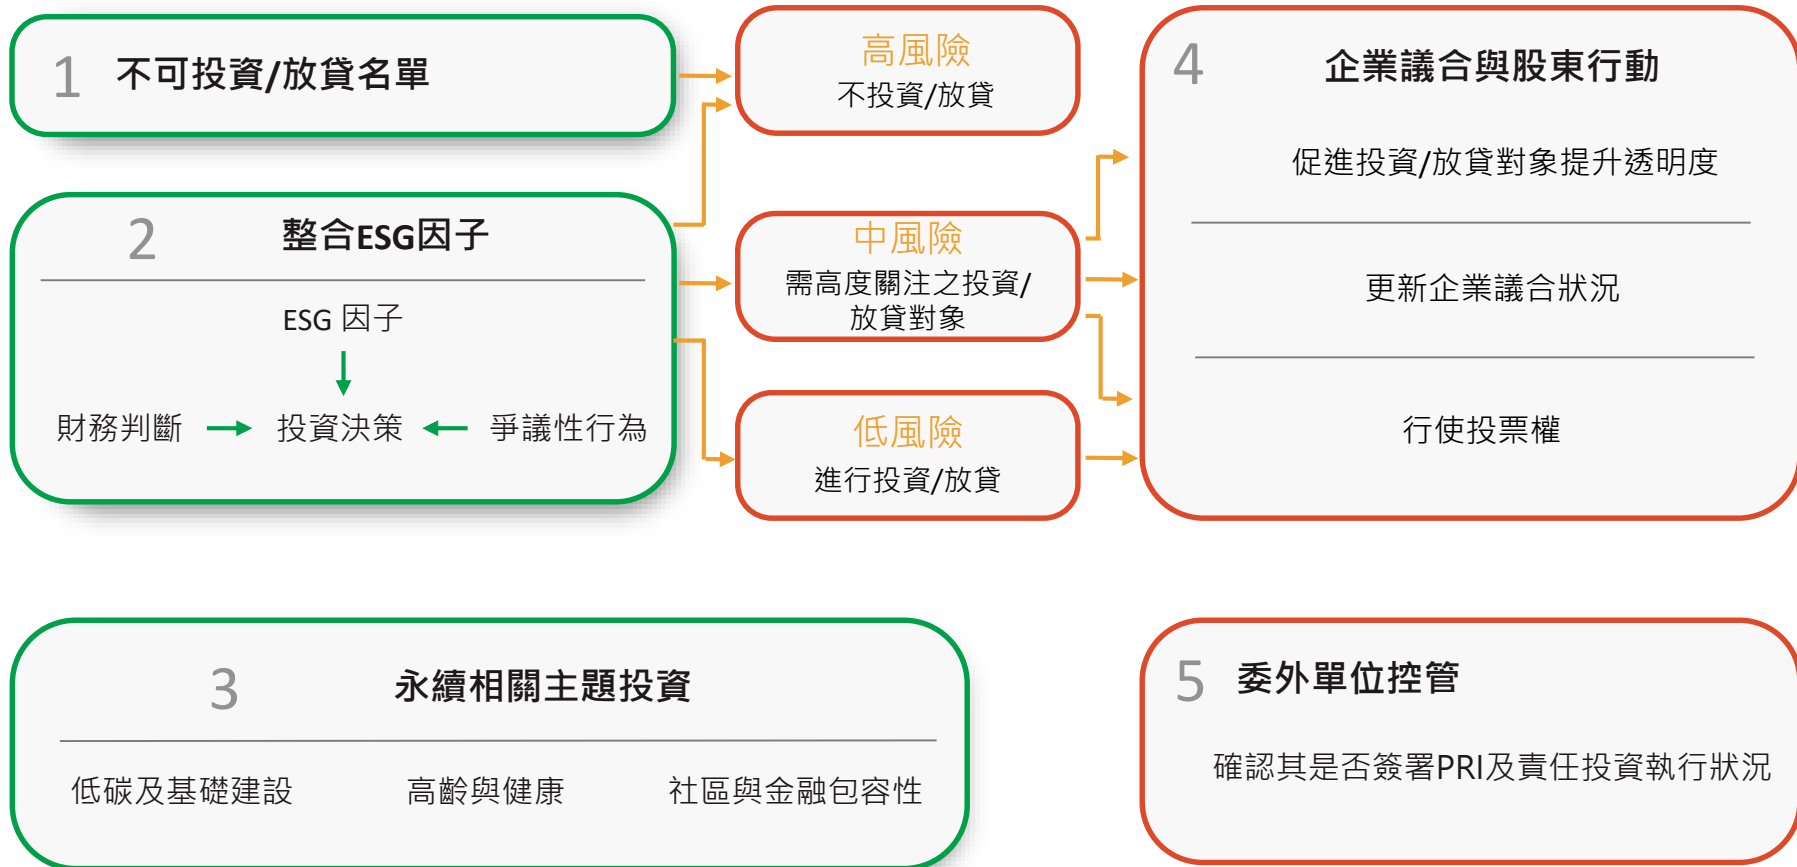 1 不可投資/放貸名單
2 整合ESG因子
ESG 因子
財務判斷 投資決策 爭議性行為
高風險
不投資/放貸
中風險
需高度關注之投資/
放貸對象
低風險
進行投資/放貸
4 企業議合與股東行動
促進投資/放貸對象提升透明度
更新企業議合狀況
行使投票權
3 永續相關主題投資
低碳及基礎建設 高齡與健康 社區與金融包容性
5 委外單位控管
確認其是否簽署PRI及責任投資執行狀況